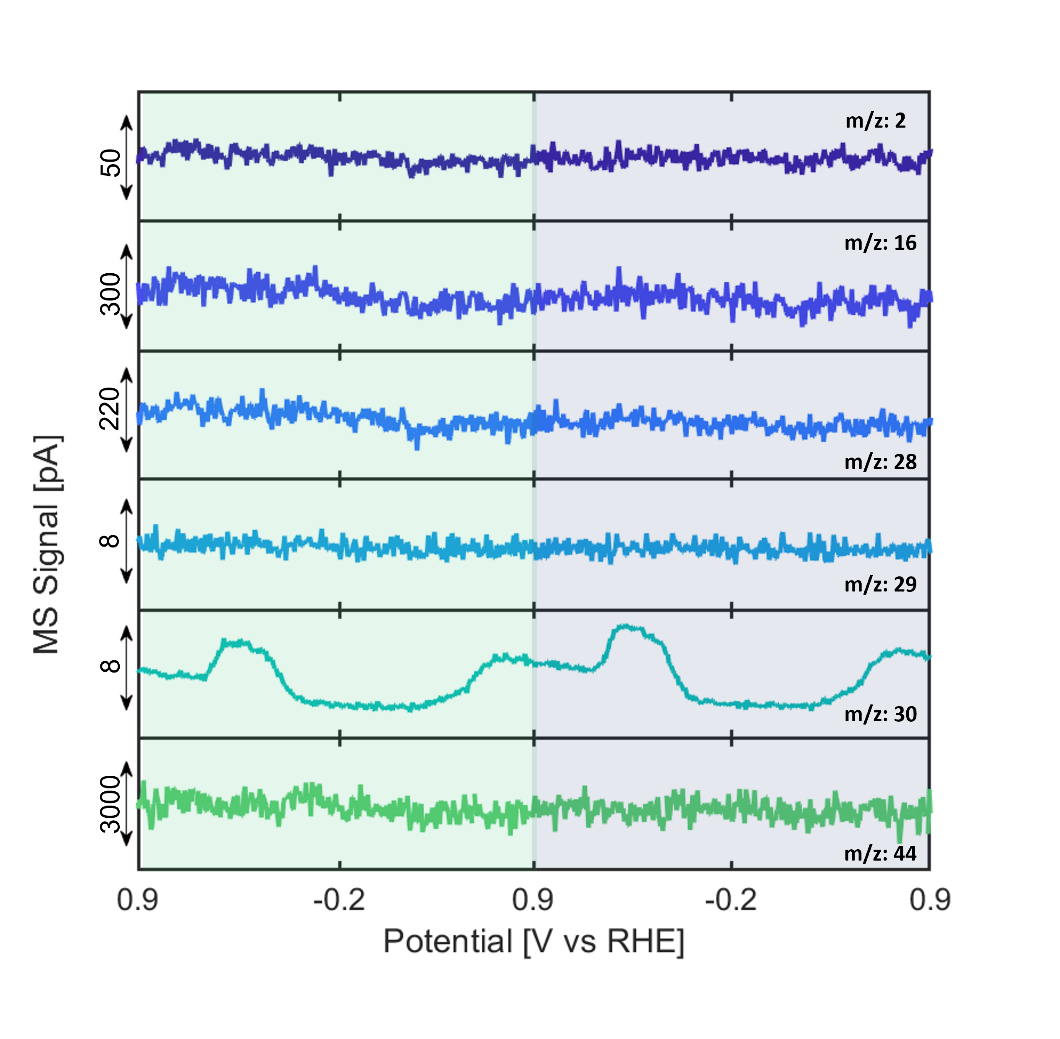 50
m/z: 2
300
m/z: 16
220
m/z: 28
8
m/z: 29
8
m/z: 30
3000
m/z: 44
MS Signal [pA]
0.9 -0.2 0.9 -0.2 0.9
Potential [V vs RHE]